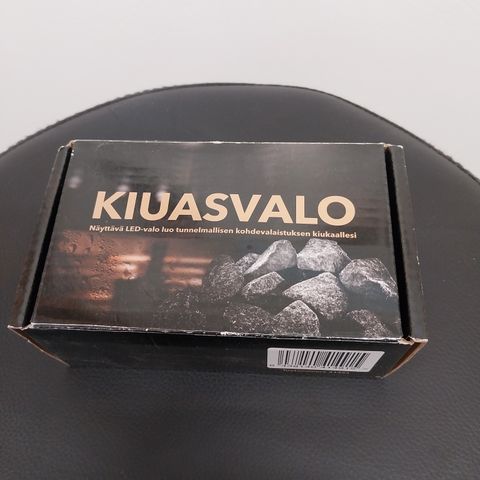 KIUASVALO
Näyttävä LED-valo luo tunnelmallisen kohdevalaistuksen kiukaallesi